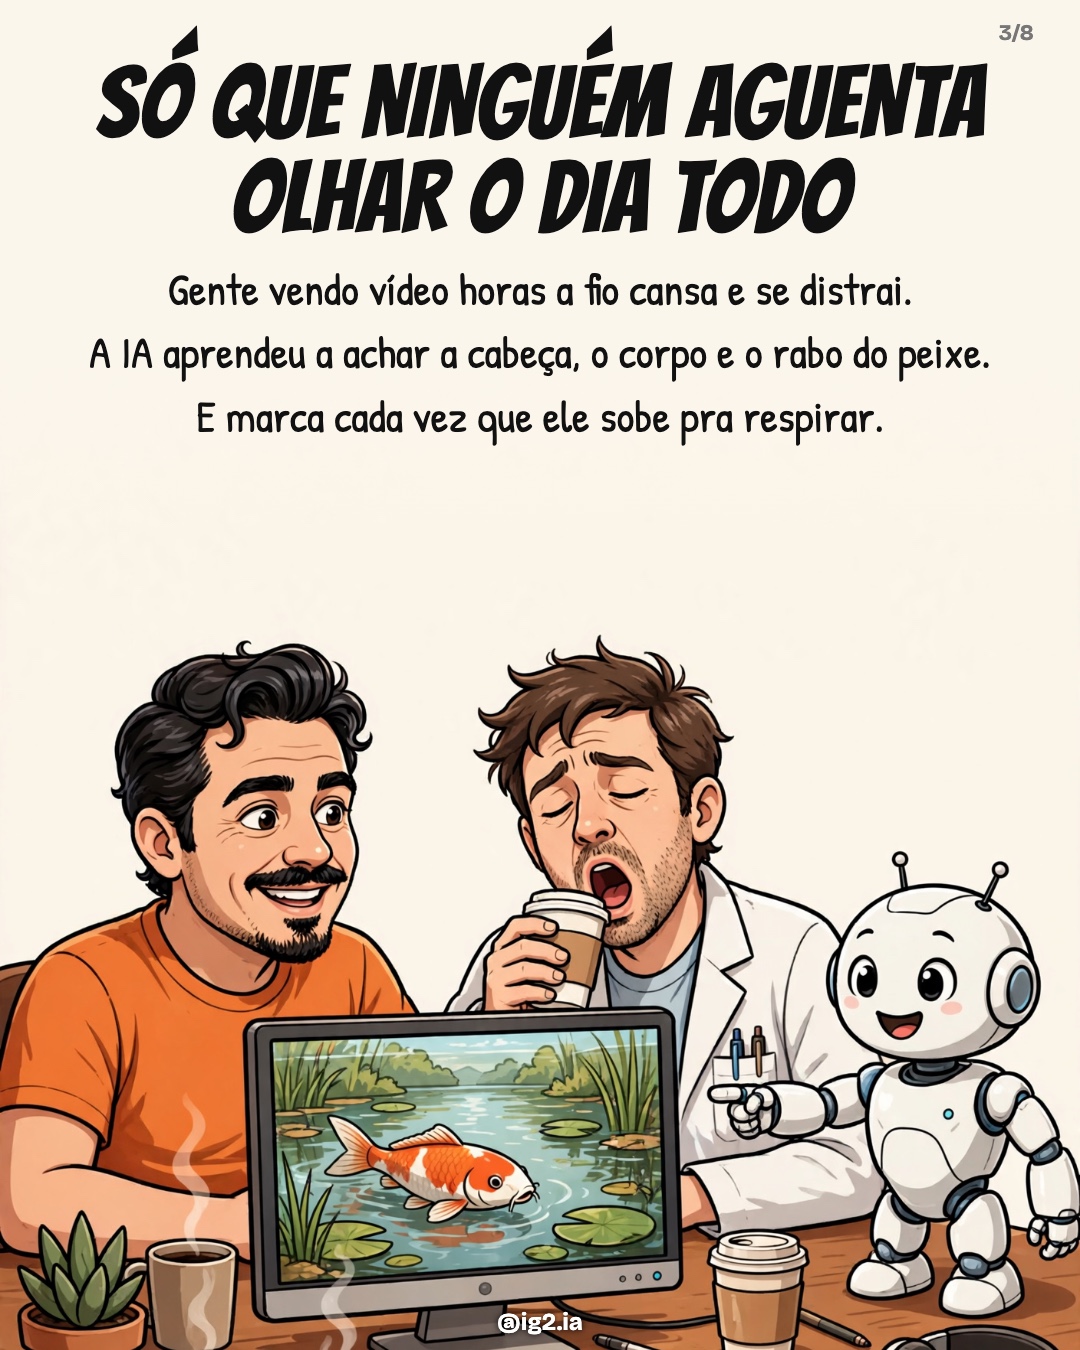 3/8
SÓ QUE NINGUÉM AGUENTA
OLHAR O DIA TODO
Gente vendo vídeo horas a fio cansa e se distrai.
A IA aprendeu a achar a cabeça, o corpo e o rabo do peixe.
E marca cada vez que ele sobe pra respirar.
@ig2.ia